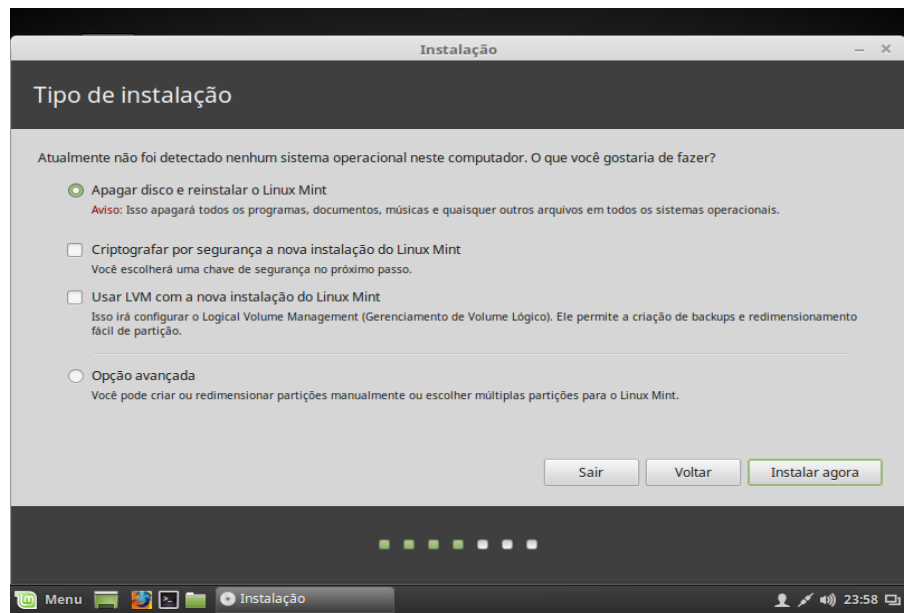 Instalação
Tipo de instalação
Atualmente não foi detectado nenhum sistema operacional neste computador. O que você gostaria de fazer?
Apagar disco e reinstalar o Linux Mint
Aviso: Isso apagará todos os programas, documentos, músicas e quaisquer outros arquivos em todos os sistemas operacionais.
Criptografar por segurança a nova instalação do Linux Mint
Você escolherá uma chave de segurança no próximo passo.
Usar LVM com a nova instalação do Linux Mint
Isso irá configurar o Logical Volume Management (Gerenciamento de Volume Lógico). Ele permite a criação de backups e redimensionamento
fácil de partição.
Opção avançada
Você pode criar ou redimensionar partições manualmente ou escolher múltiplas partições para o Linux Mint.
Sair Voltar Instalar agora
Menu Instalação 23:58